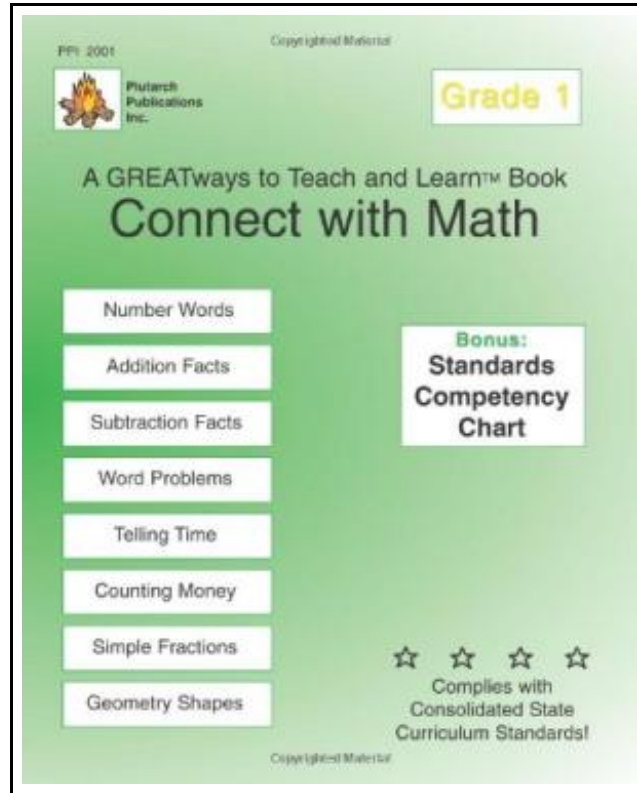 Copyrighted Material
PPI 2001
Plutarch
Publications
Inc.
Grade 1
A GREATways to Teach and Learn™ Book
Connect with Math
Number Words
Addition Facts
Subtraction Facts
Word Problems
Telling Time
Counting Money
Simple Fractions
Geometry Shapes
Bonus:
Standards
Competency
Chart
Complies with
Consolidated State
Curriculum Standards!
Copyrighted Material